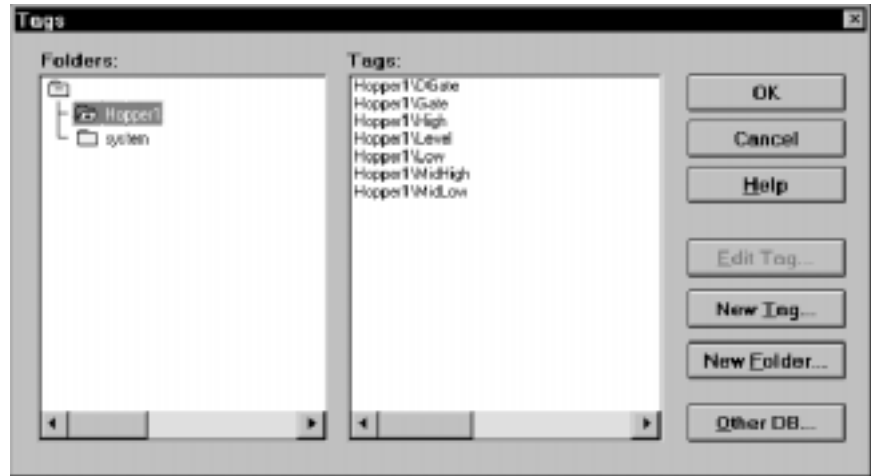 Tags
Folders:
Hopper1
system
Tags:
Hopper1\DGate
Hopper1\Gate
Hopper1\High
Hopper1\Level
Hopper1\Low
Hopper1\MidHigh
Hopper1\MidLow
OK
Cancel
Help
Edit Tag...
New Tag...
New Folder...
Other DB...